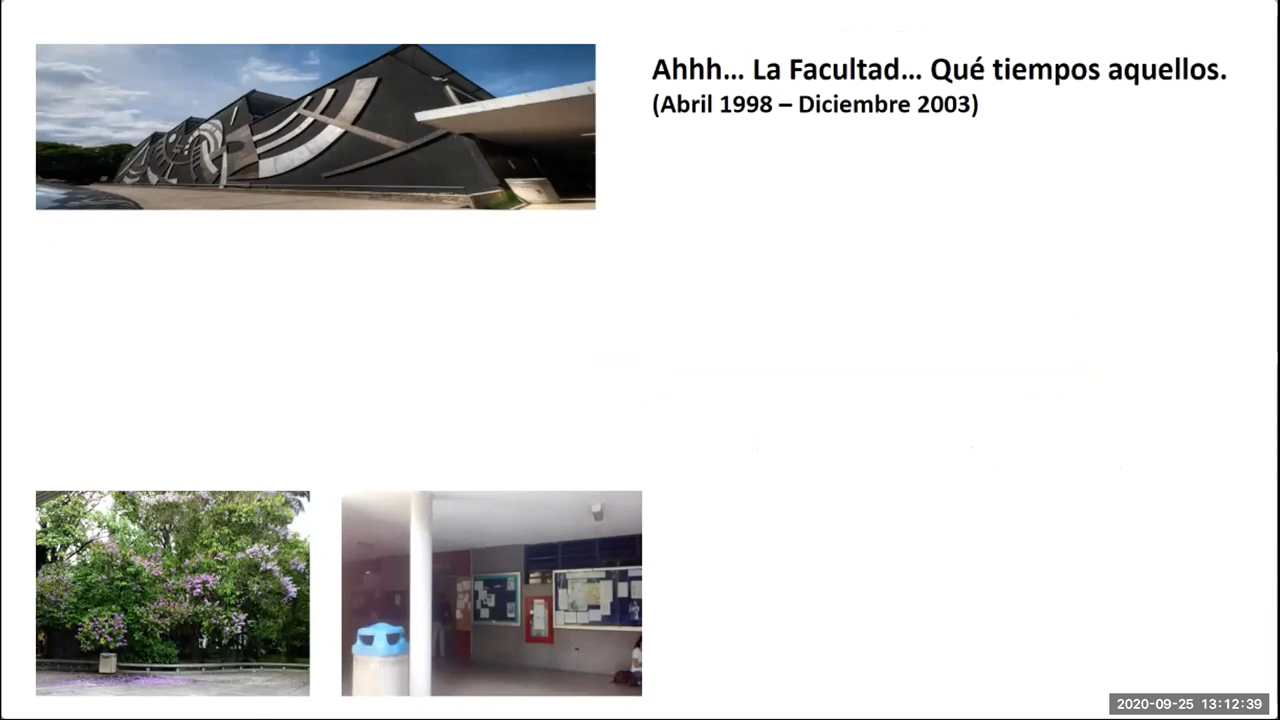 Ahhh... La Facultad... Qué tiempos aquellos.
(Abril 1998 – Diciembre 2003)
2020-09-25 13:12:39